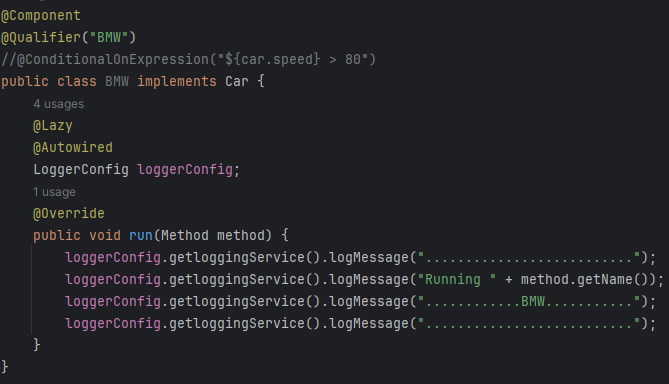 @Component
@Qualifier("BMW")
//@ConditionalOnExpression("${car.speed} > 80")
public class BMW implements Car {
4 usages
@Lazy
@Autowired
LoggerConfig loggerConfig;
1 usage
@Override
public void run(Method method) {
loggerConfig.getloggingService().logMessage("..........................");
loggerConfig.getloggingService().logMessage("Running " + method.getName());
loggerConfig.getloggingService().logMessage("............BMW...........");
loggerConfig.getloggingService().logMessage("..........................");
}
}